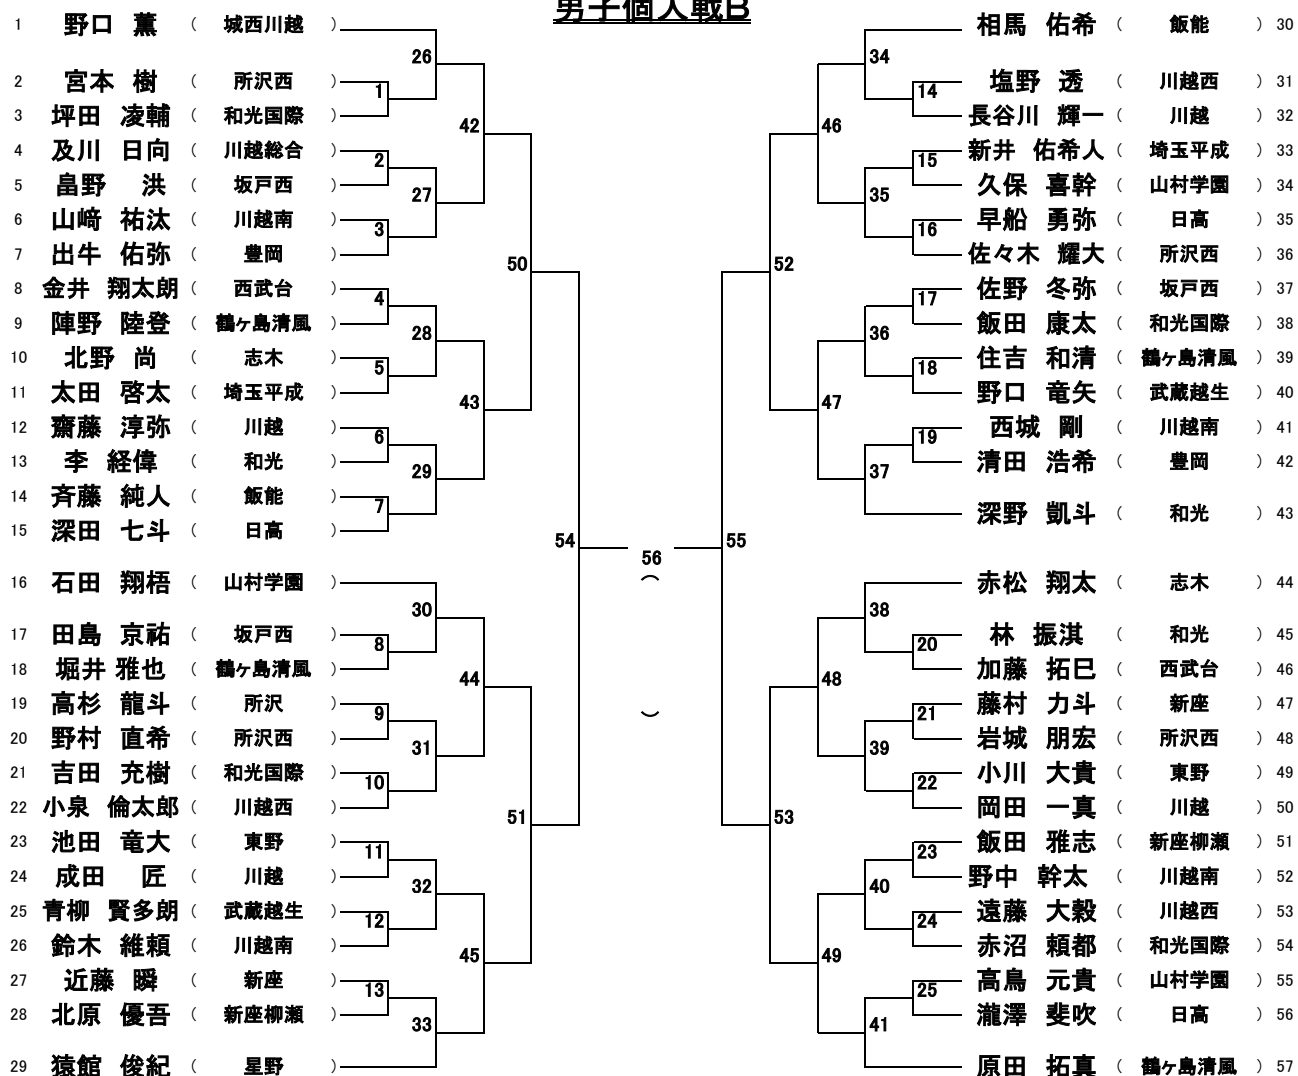 男子個人戦B
1 野口 薫 ( 城西川越 )
2 宮本 樹 ( 所沢西 )
3 坪田 凌輔 ( 和光国際 )
4 及川 日向 ( 川越総合 )
5 畠野 洪 ( 坂戸西 )
6 山﨑 祐汰 ( 川越南 )
7 出牛 佑弥 ( 豊岡 )
8 金井 翔太朗 ( 西武台 )
9 陣野 陸登 ( 鶴ヶ島清風 )
10 北野 尚 ( 志木 )
11 太田 啓太 ( 埼玉平成 )
12 齋藤 淳弥 ( 川越 )
13 李 経偉 ( 和光 )
14 斉藤 純人 ( 飯能 )
15 深田 七斗 ( 日高 )
16 石田 翔梧 ( 山村学園 )
17 田島 京祐 ( 坂戸西 )
18 堀井 雅也 ( 鶴ヶ島清風 )
19 高杉 龍斗 ( 所沢 )
20 野村 直希 ( 所沢西 )
21 吉田 充樹 ( 和光国際 )
22 小泉 倫太郎 ( 川越西 )
23 池田 竜大 ( 東野 )
24 成田 匠 ( 川越 )
25 青柳 賢多朗 ( 武蔵越生 )
26 鈴木 維頼 ( 川越南 )
27 近藤 瞬 ( 新座 )
28 北原 優吾 ( 新座柳瀬 )
29 猿館 俊紀 ( 星野 )
1
2
3
4
5
6
7
8
9
10
11
12
13
26
27
28
29
30
31
32
33
42
43
44
45
50
51
54
56
(
)
55
52
53
46
47
48
49
34
35
36
37
38
39
40
41
14
15
16
17
18
19
20
21
22
23
24
25
相馬 佑希 ( 飯能 ) 30
塩野 透 ( 川越西 ) 31
長谷川 輝一 ( 川越 ) 32
新井 佑希人 ( 埼玉平成 ) 33
久保 喜幹 ( 山村学園 ) 34
早船 勇弥 ( 日高 ) 35
佐々木 耀大 ( 所沢西 ) 36
佐野 冬弥 ( 坂戸西 ) 37
飯田 康太 ( 和光国際 ) 38
住吉 和清 ( 鶴ヶ島清風 ) 39
野口 竜矢 ( 武蔵越生 ) 40
西城 剛 ( 川越南 ) 41
清田 浩希 ( 豊岡 ) 42
深野 凱斗 ( 和光 ) 43
赤松 翔太 ( 志木 ) 44
林 振淇 ( 和光 ) 45
加藤 拓巳 ( 西武台 ) 46
藤村 力斗 ( 新座 ) 47
岩城 朋宏 ( 所沢西 ) 48
小川 大貴 ( 東野 ) 49
岡田 一真 ( 川越 ) 50
飯田 雅志 ( 新座柳瀬 ) 51
野中 幹太 ( 川越南 ) 52
遠藤 大毅 ( 川越西 ) 53
赤沼 頼都 ( 和光国際 ) 54
高鳥 元貴 ( 山村学園 ) 55
瀧澤 斐吹 ( 日高 ) 56
原田 拓真 ( 鶴ヶ島清風 ) 57